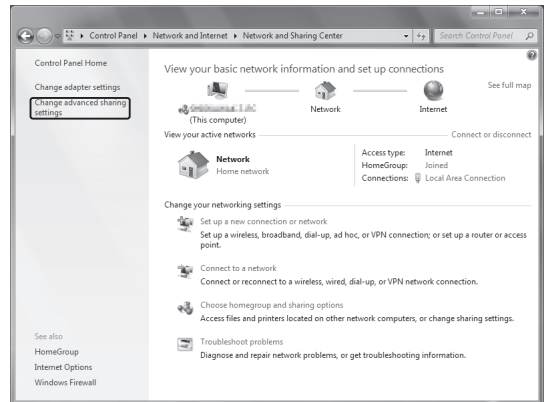 Control Panel ▸ Network and Internet ▸ Network and Sharing Center
Search Control Panel
Control Panel Home
Change adapter settings
Change advanced sharing
settings
See also
HomeGroup
Internet Options
Windows Firewall
View your basic network information and set up connections
See full map
(This computer)
Network
Internet
View your active networks
Connect or disconnect
Network
Home network
Access type: Internet
HomeGroup: Joined
Connections: Local Area Connection
Change your networking settings
Set up a new connection or network
Set up a wireless, broadband, dial-up, ad hoc, or VPN connection; or set up a router or access
point.
Connect to a network
Connect or reconnect to a wireless, wired, dial-up, or VPN network connection.
Choose homegroup and sharing options
Access files and printers located on other network computers, or change sharing settings.
Troubleshoot problems
Diagnose and repair network problems, or get troubleshooting information.